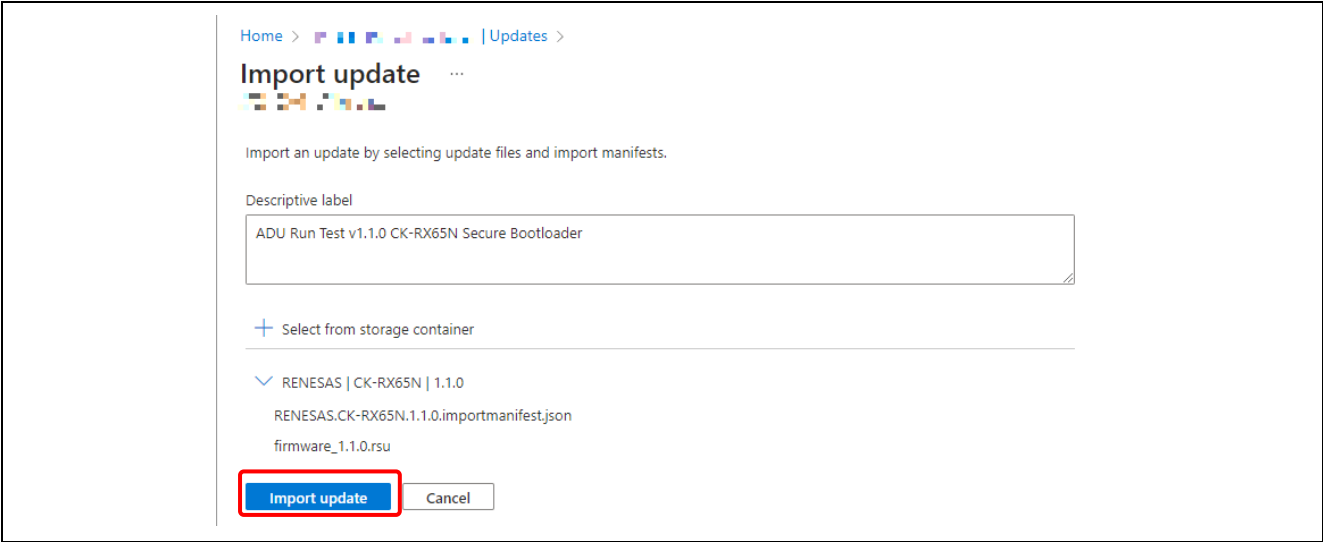 Home > | Updates >
Import update ...
Import an update by selecting update files and import manifests.
Descriptive label
ADU Run Test v1.1.0 CK-RX65N Secure Bootloader
Select from storage container
RENESAS | CK-RX65N | 1.1.0
RENESAS.CK-RX65N.1.1.0.importmanifest.json
firmware_1.1.0.rsu
Import update Cancel